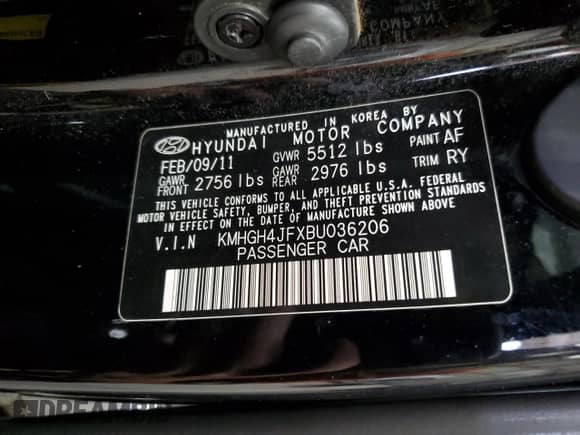 MANUFACTURED IN KOREA BY
HYUNDAI MOTOR COMPANY
FEB/09/11 GVWR 5512 lbs PAINT AF
GAWR FRONT 2756 lbs GAWR REAR 2976 lbs TRIM RY
THIS VEHICLE CONFORMS TO ALL APPLICABLE U.S.A. FEDERAL
MOTOR VEHICLE SAFETY, BUMPER, AND THEFT PREVENTION STANDARDS
IN EFFECT ON THE DATE OF MANUFACTURE SHOWN ABOVE.
V.I.N KMHGH4JFXBU036206
PASSENGER CAR
DREAMBID